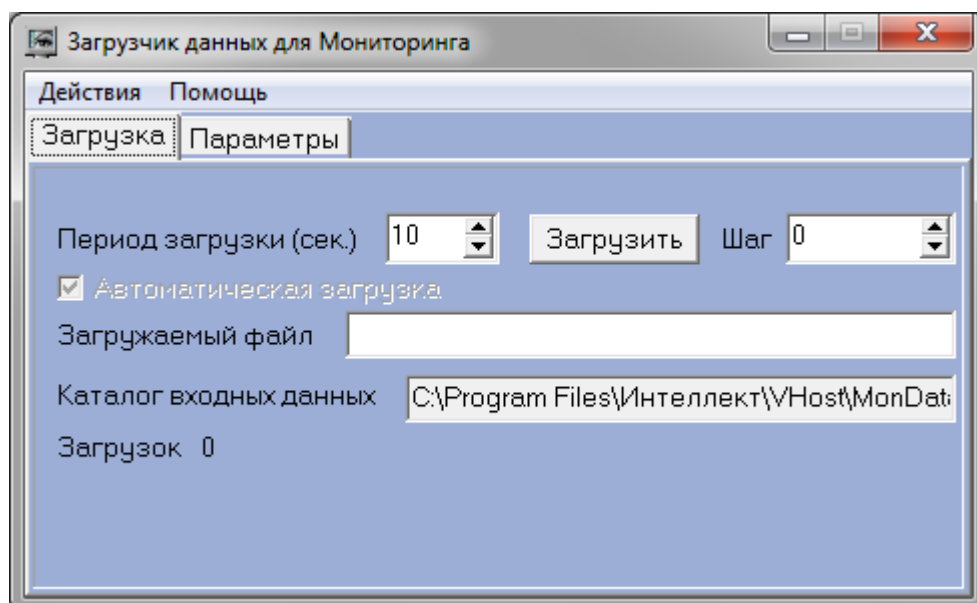 Загрузчик данных для Мониторинга
Действия Помощь
Загрузка Параметры
Период загрузки (сек.) 10 Загрузить Шаг 0
Автоматическая загрузка
Загружаемый файл
Каталог входных данных C:\Program Files\Интеллект\VHost\MonData
Загрузок 0